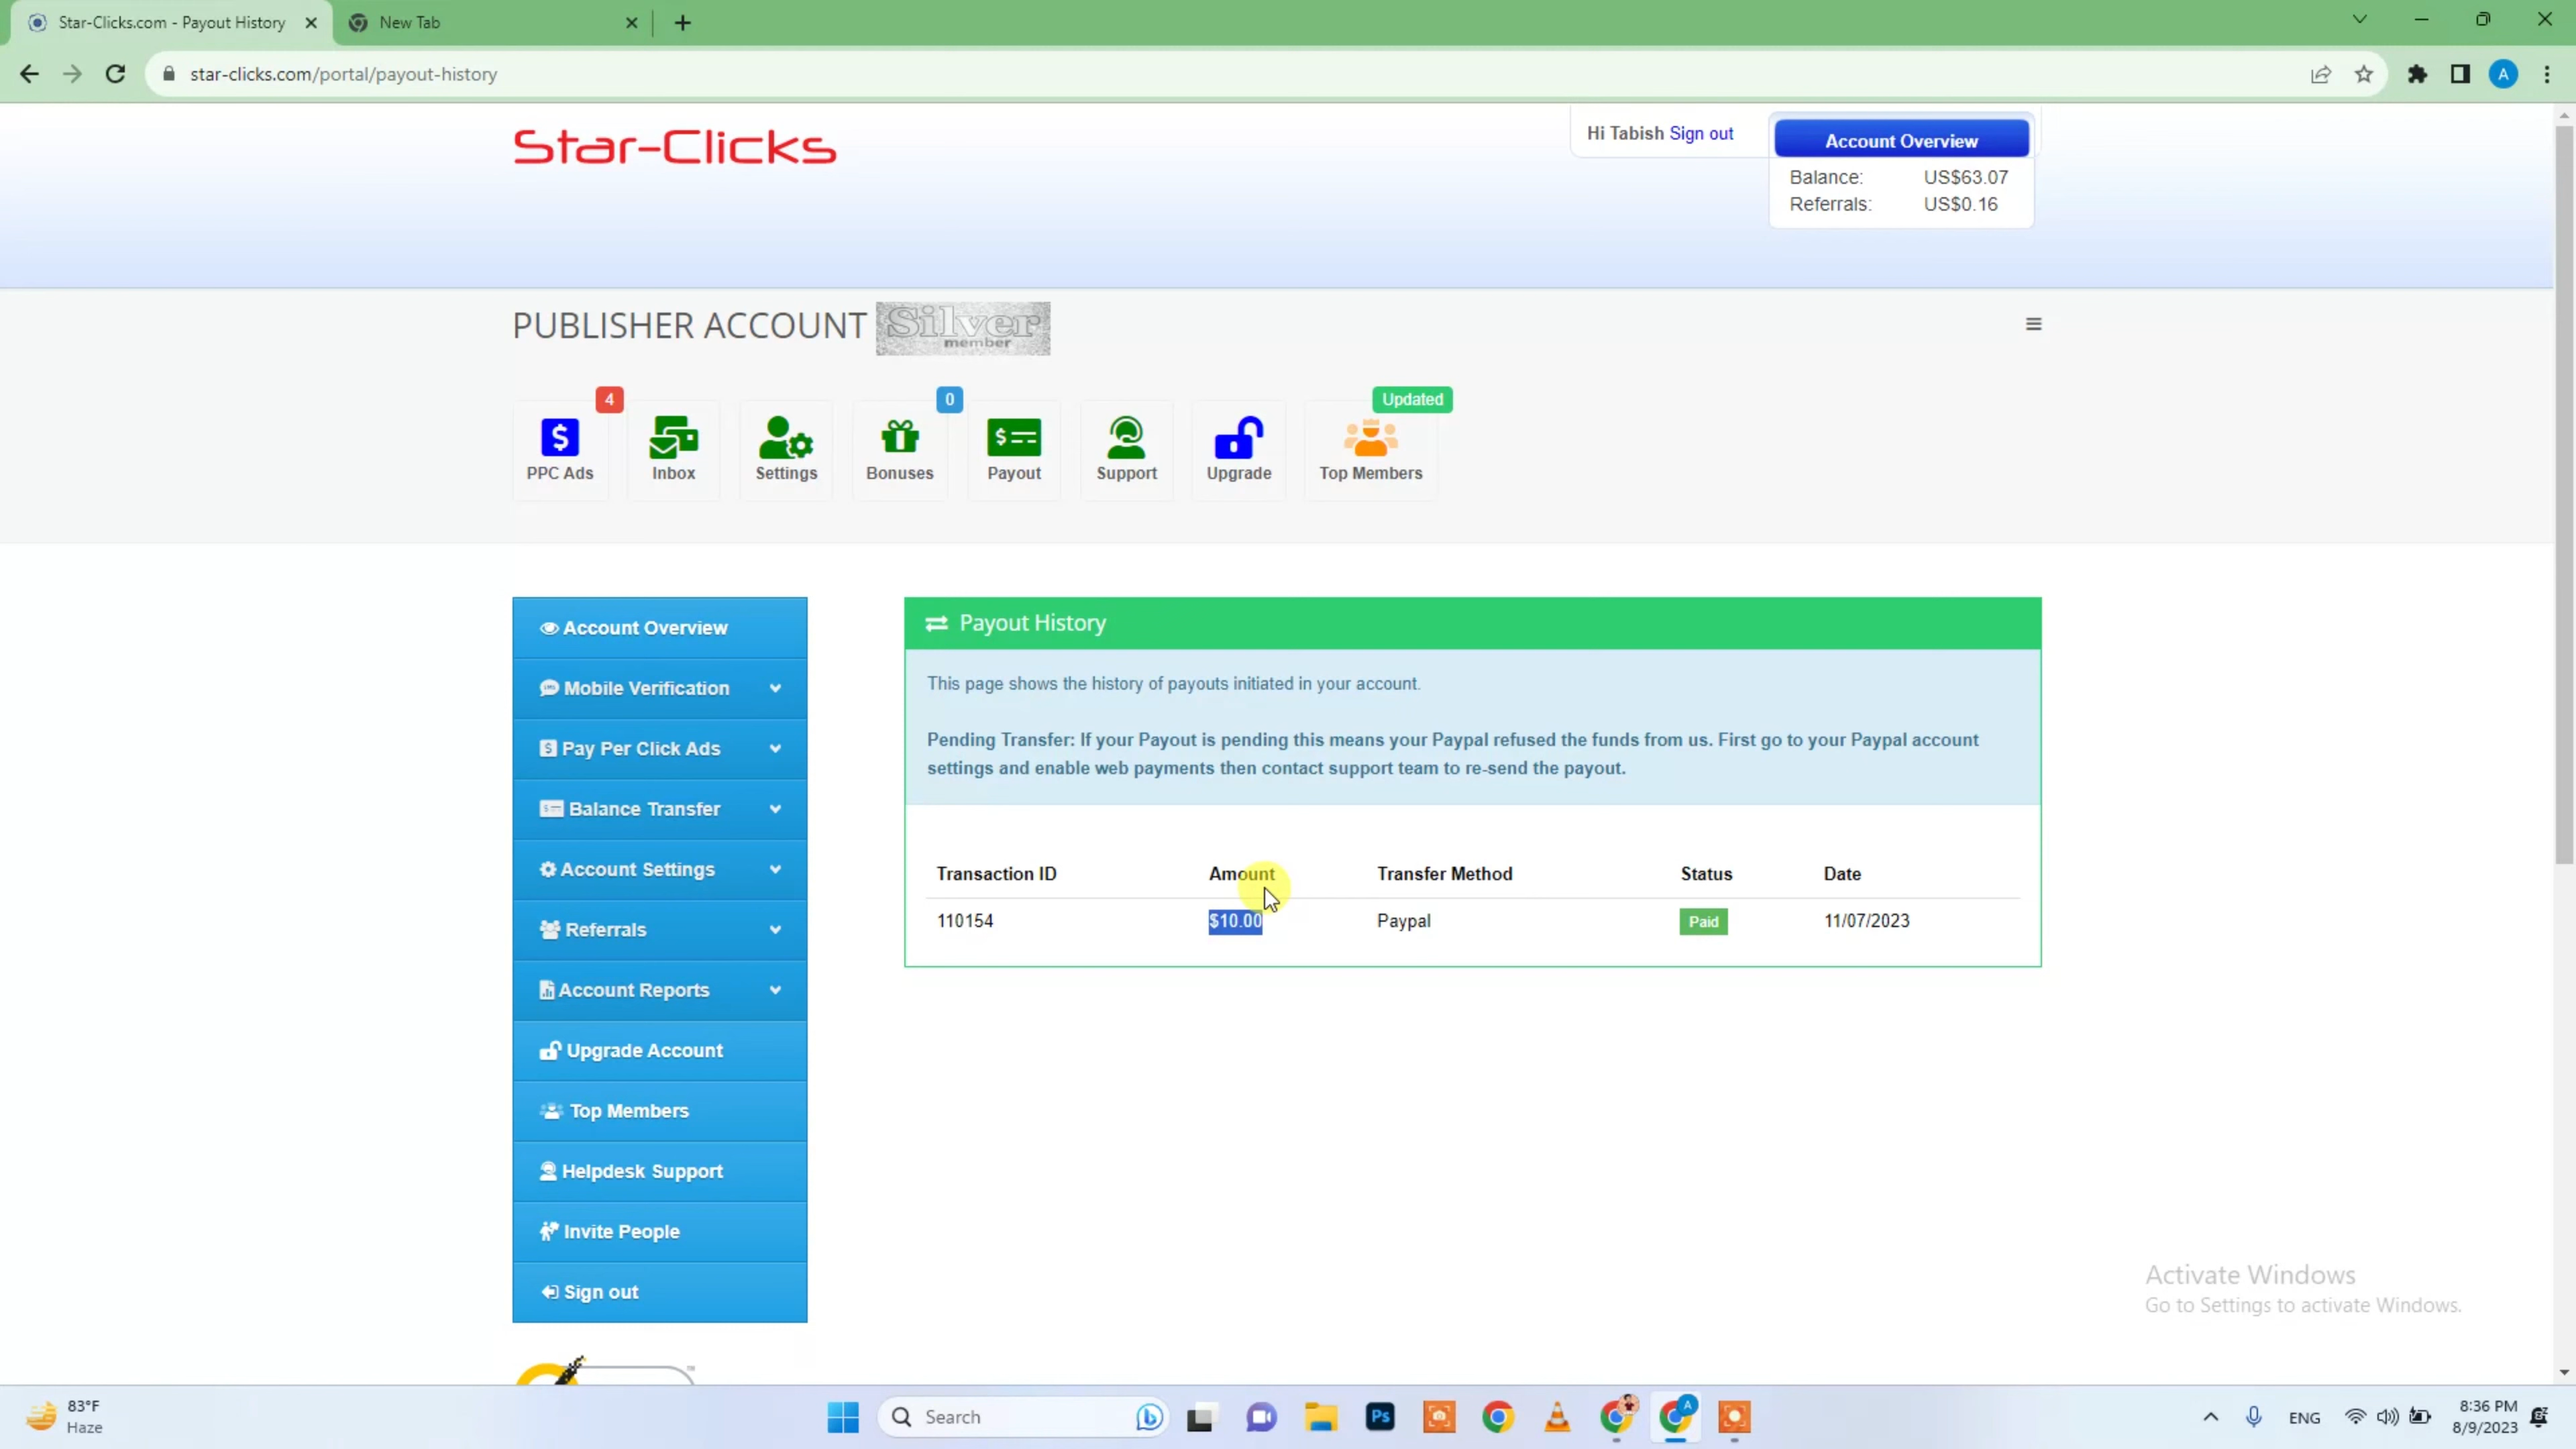 Star-Clicks.com - Payout History
New Tab
star-clicks.com/portal/payout-history
A
Star-Clicks
Hi Tabish Sign out
Account Overview
Balance: US$63.07
Referrals: US$0.16
PUBLISHER ACCOUNT Silver member
4
0
Updated
PPC Ads
Inbox
Settings
Bonuses
Payout
Support
Upgrade
Top Members
Account Overview
Mobile Verification
Pay Per Click Ads
Balance Transfer
Account Settings
Referrals
Account Reports
Upgrade Account
Top Members
Helpdesk Support
Invite People
Sign out
Payout History
This page shows the history of payouts initiated in your account.
Pending Transfer: If your Payout is pending this means your Paypal refused the funds from us. First go to your Paypal account
settings and enable web payments then contact support team to re-send the payout.
Transaction ID Amount Transfer Method Status Date
110154 $10.00 Paypal Paid 11/07/2023
Activate Windows
Go to Settings to activate Windows.
83°F
Haze
Search
Ps
A
ENG
8:36 PM
8/9/2023